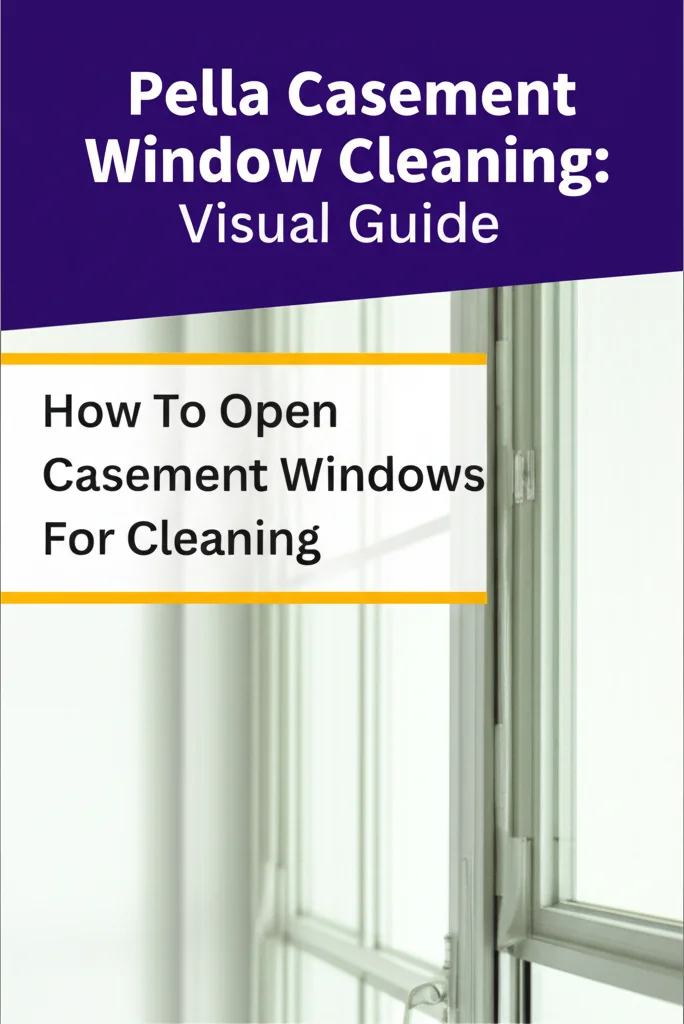 Pella Casement
Window Cleaning:
Visual Guide
How To Open
Casement Windows
For Cleaning